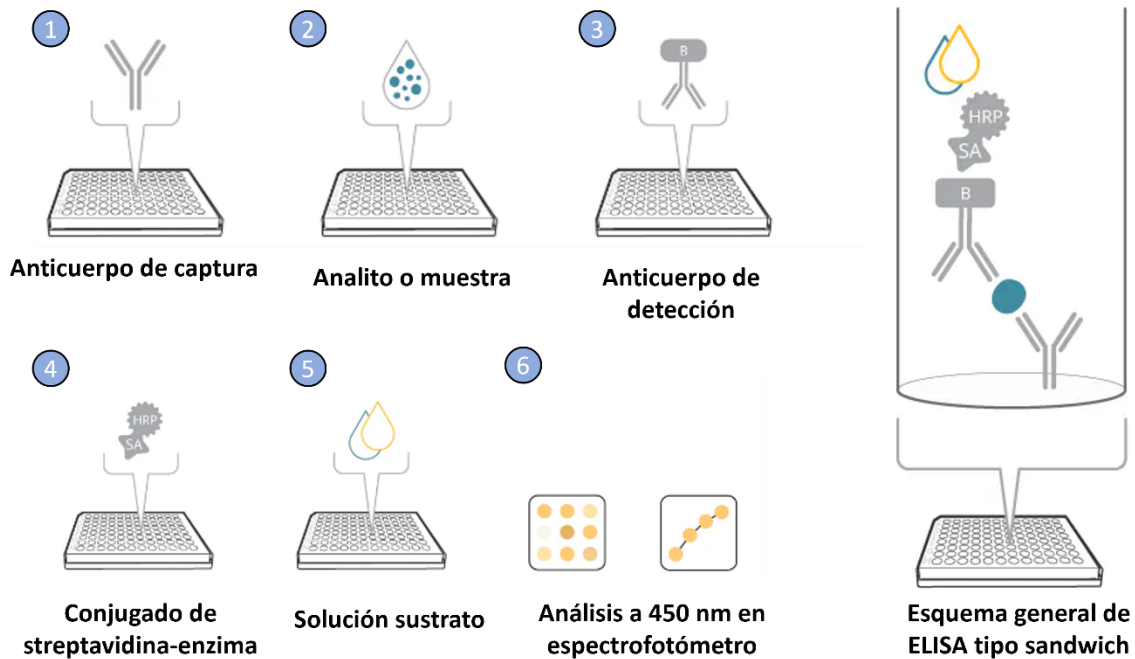 1
2
3
B
Anticuerpo de captura
Analito o muestra
Anticuerpo de
detección
4
5
6
HRP
SA
Conjugado de
streptavidina-enzima
Solución sustrato
Análisis a 450 nm en
espectrofotómetro
HRP
SA
B
Esquema general de
ELISA tipo sandwich